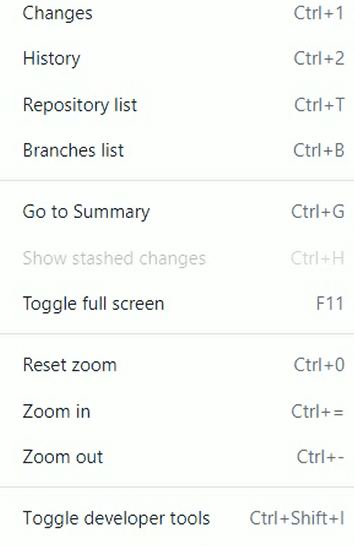 Changes Ctrl+1
History Ctrl+2
Repository list Ctrl+T
Branches list Ctrl+B
Go to Summary Ctrl+G
Show stashed changes Ctrl+H
Toggle full screen F11
Reset zoom Ctrl+0
Zoom in Ctrl+=
Zoom out Ctrl+-
Toggle developer tools Ctrl+Shift+I